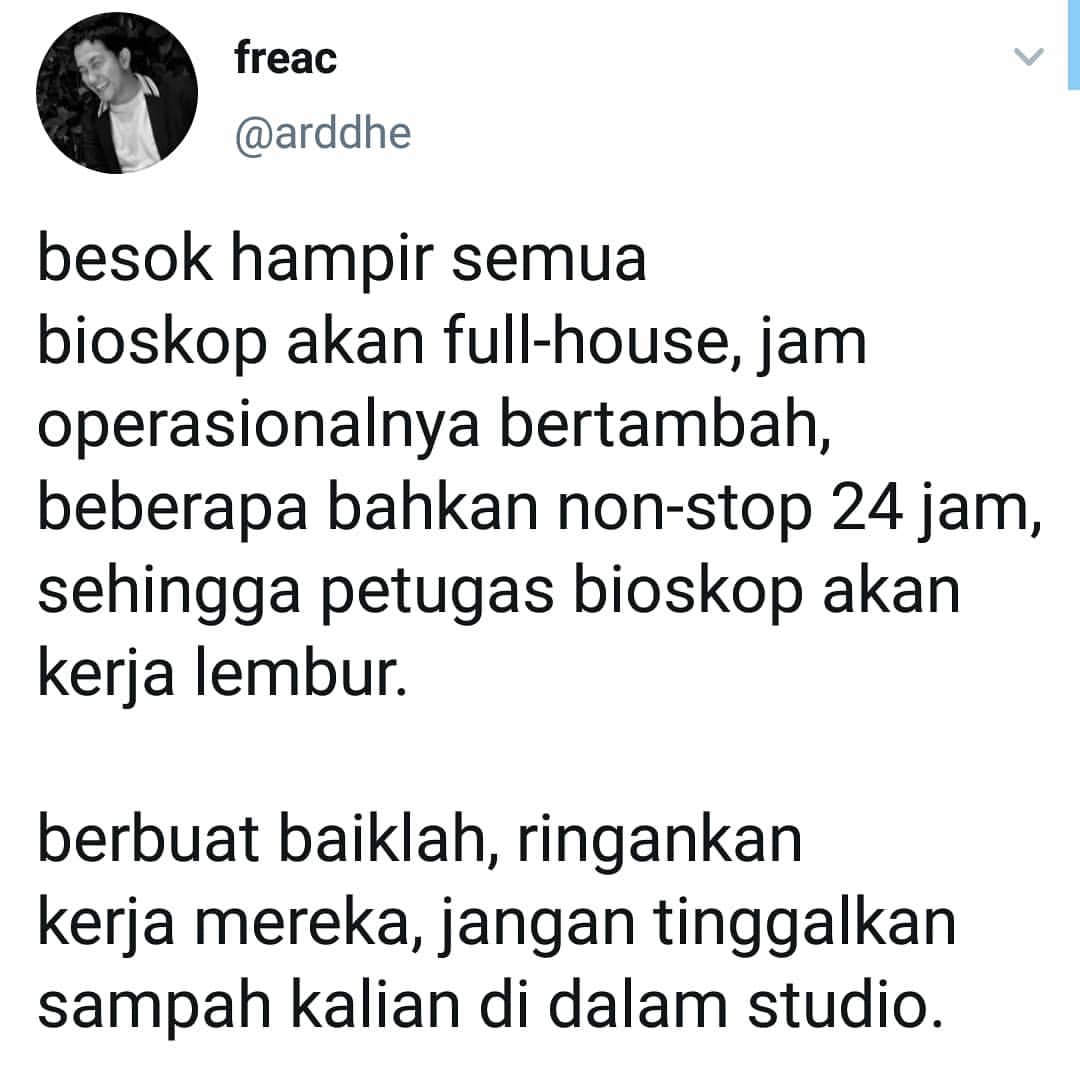 freac
@arddhe
besok hampir semua
bioskop akan full-house, jam
operasionalnya bertambah,
beberapa bahkan non-stop 24 jam,
sehingga petugas bioskop akan
kerja lembur.
berbuat baiklah, ringankan
kerja mereka, jangan tinggalkan
sampah kalian di dalam studio.